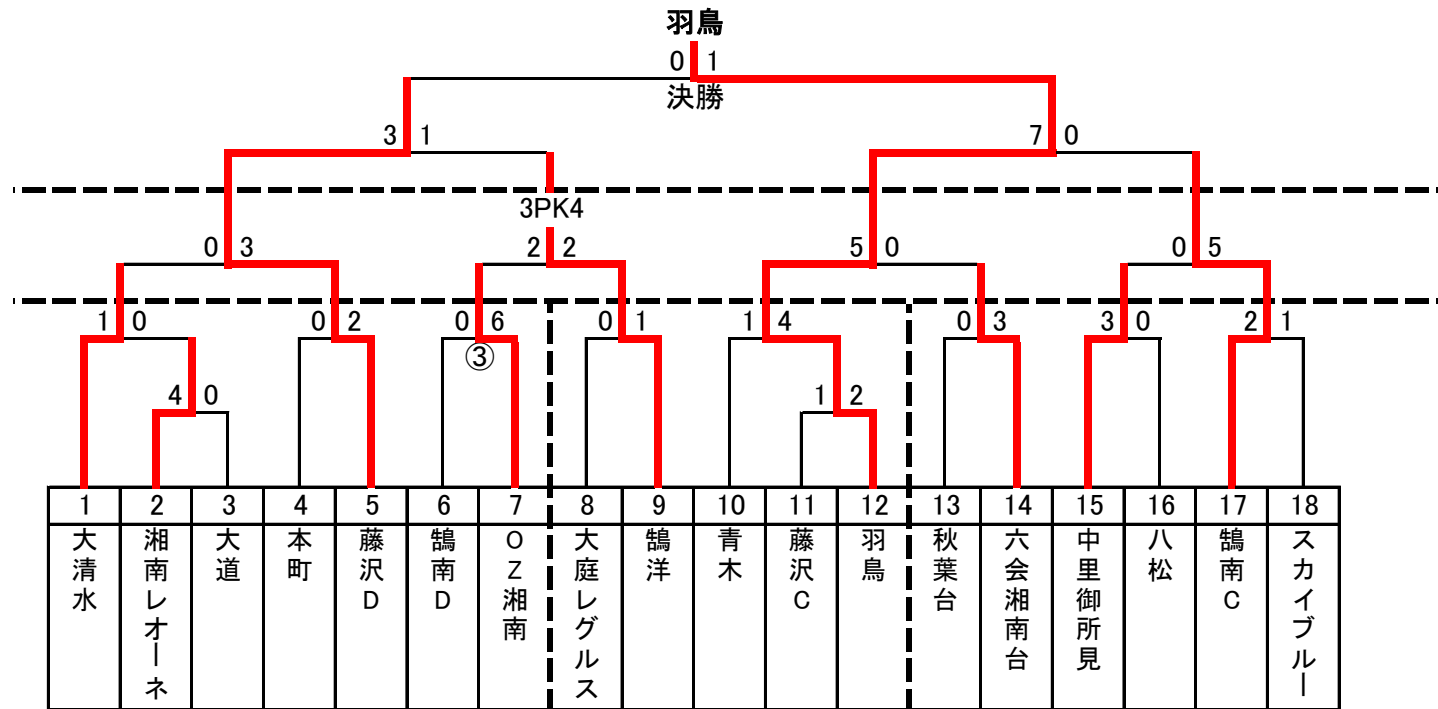 羽鳥
0 1
決勝
3 1 7 0
3PK4
0 3 2 2 5 0 0 5
1 0 0 2 0 6 0 1 1 4 0 3 3 0 2 1
③
4 0 1 2
1 2 3 4 5 6 7 8 9 10 11 12 13 14 15 16 17 18
大清水
湘南レオーネ
大道
本町
藤沢D
鵠南D
OZ湘南
大庭レグルス
鵠洋
青木
藤沢C
羽鳥
秋葉台
六会湘南台
中里御所見
八松
鵠南C
スカイブルー